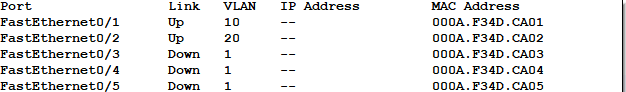 Port Link VLAN IP Address MAC Address
FastEthernet0/1 Up 10 -- 000A.F34D.CA01
FastEthernet0/2 Up 20 -- 000A.F34D.CA02
FastEthernet0/3 Down 1 -- 000A.F34D.CA03
FastEthernet0/4 Down 1 -- 000A.F34D.CA04
FastEthernet0/5 Down 1 -- 000A.F34D.CA05